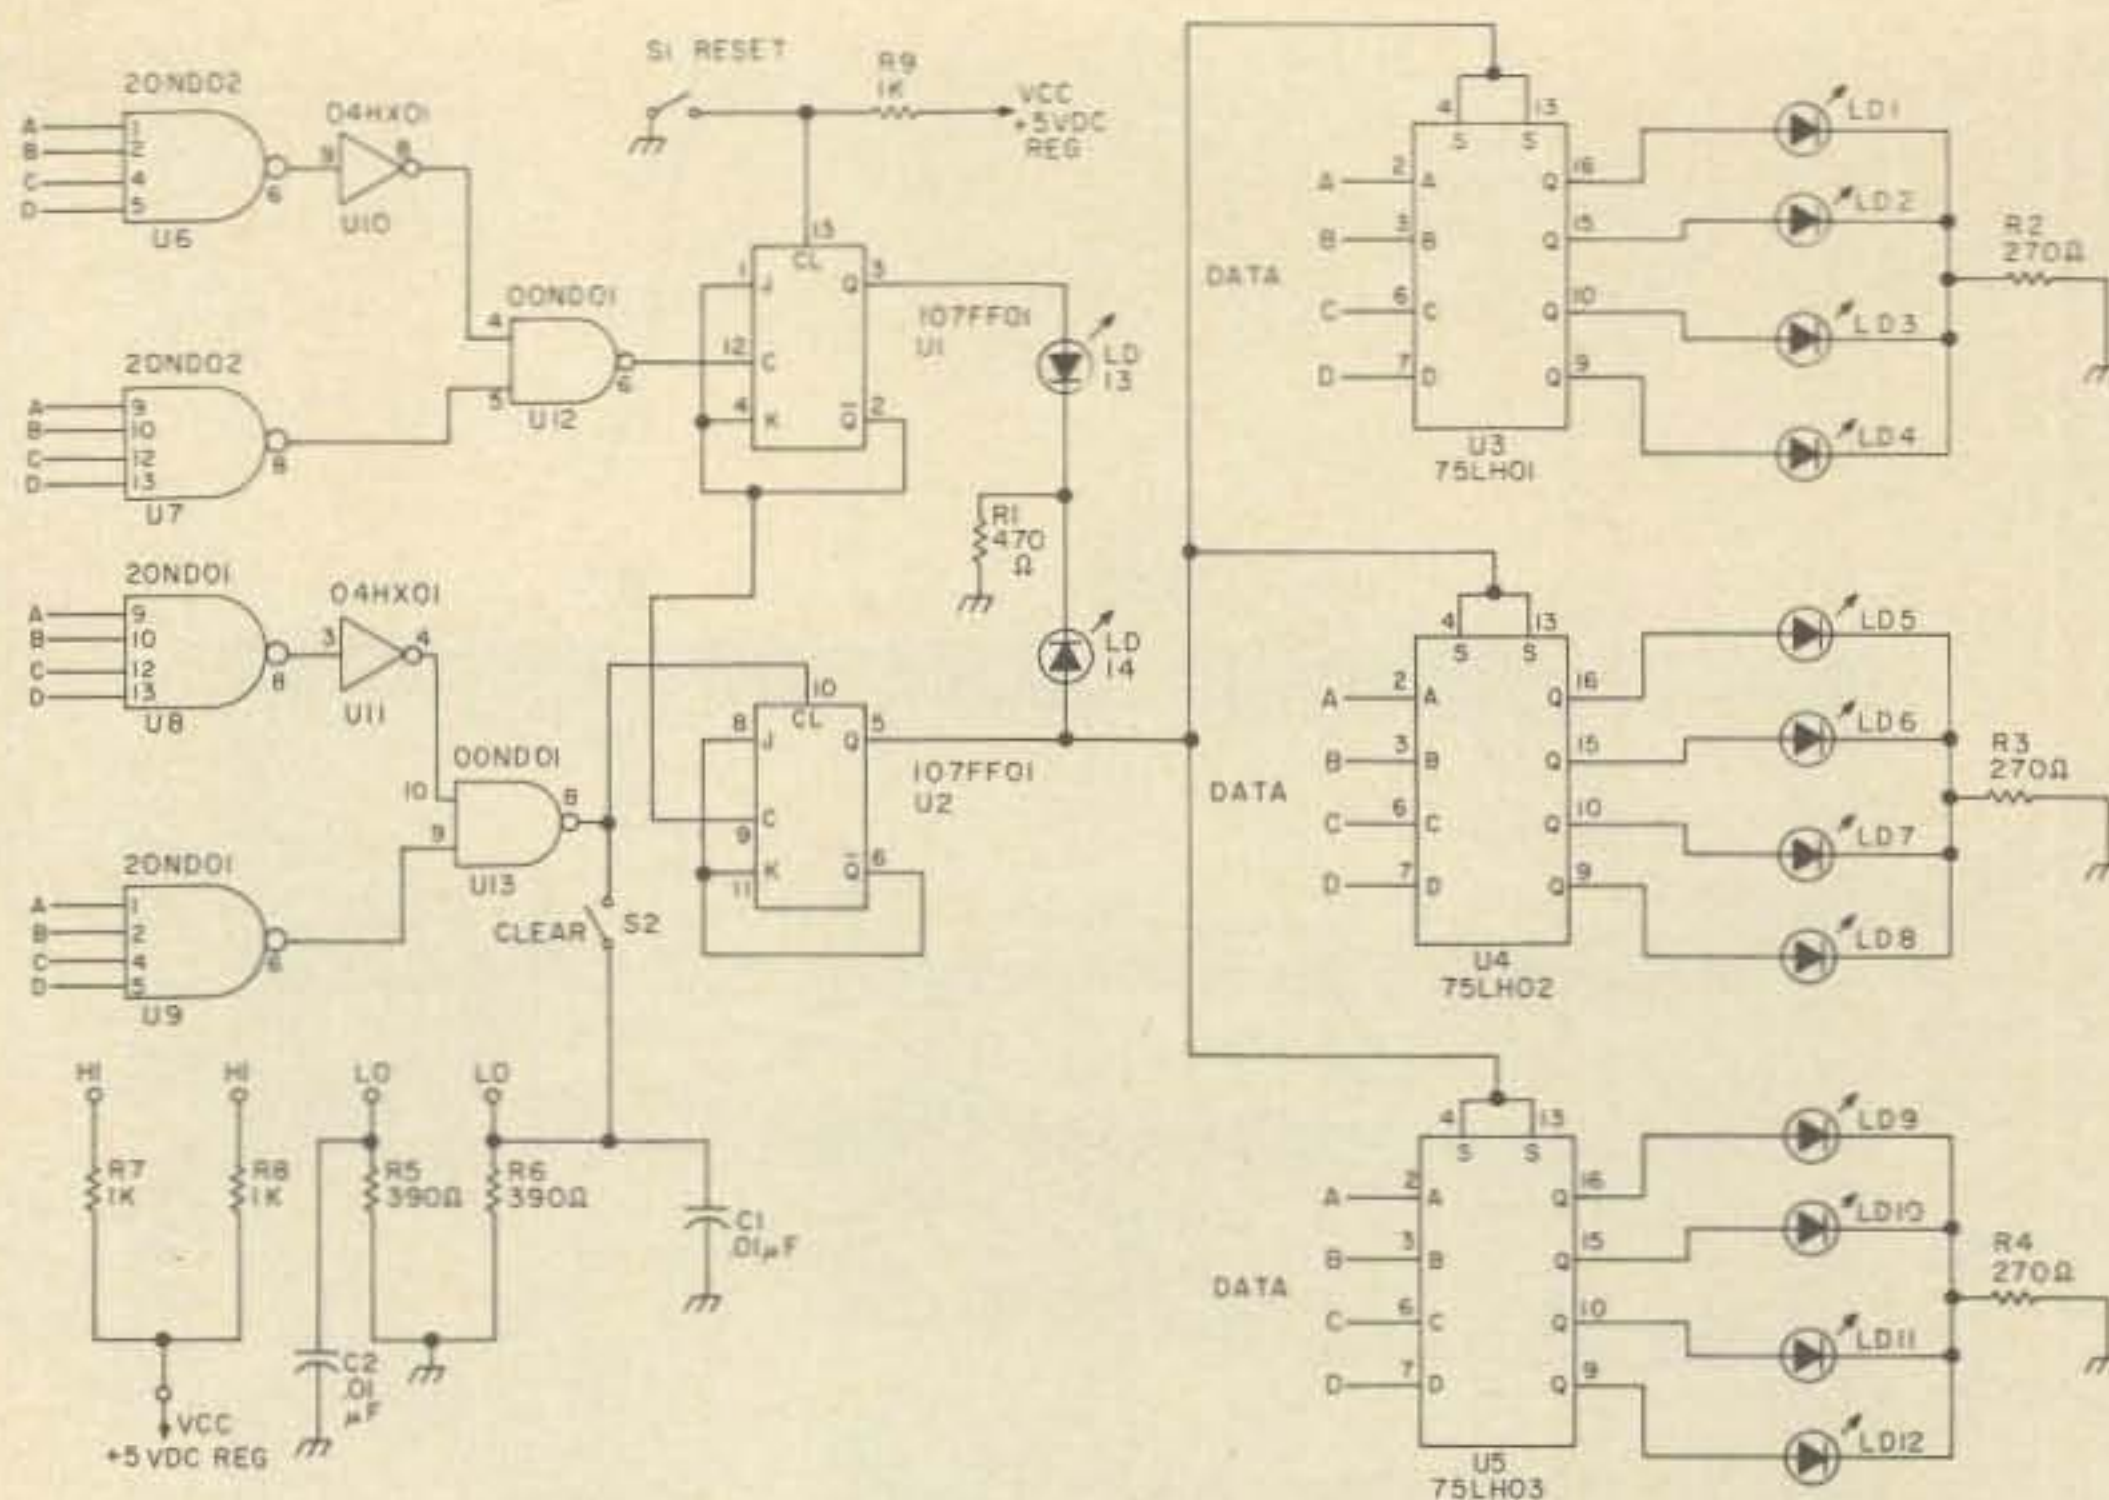 20ND02
A 1
B 2
C 4
D 5
6
U6
04HX01
9 8
U10
20ND02
A 9
B 10
C 12
D 13
8
U7
00ND01
4
5
6
U12
S1 RESET
R9
1K
VCC
+5VDC
REG
13
CL
1 J Q 3
12 C
4 K Q̅ 2
107FF01
U1
LD
13
R1
470
Ω
LD
14
20ND01
A 9
B 10
C 12
D 13
8
U8
04HX01
3 4
U11
00ND01
10
9
8
U13
20ND01
A 1
B 2
C 4
D 5
6
U9
CLEAR S2
10
CL
8 J Q 5
C
9
K Q̅ 6
11
107FF01
U2
HI HI LO LO
R7
1K
R8
1K
R5
390Ω
R6
390Ω
C1
.01µF
C2
.01
µF
VCC
+5VDC REG
4 13
S S
DATA
A 2 A Q 16
B 3 B Q 15
C 6 C Q 10
D 7 D Q 9
U3
75LH01
LD1
LD2
LD3
LD4
R2
270Ω
4 13
S S
DATA
A 2 A Q 16
B 3 B Q 15
C 6 C Q 10
D 7 D Q 9
U4
75LH02
LD5
LD6
LD7
LD8
R3
270Ω
4 13
S S
DATA
A 2 A Q 16
B 3 B Q 15
C 6 C Q 10
D 7 D Q 9
U5
75LH03
LD9
LD10
LD11
LD12
R4
270Ω